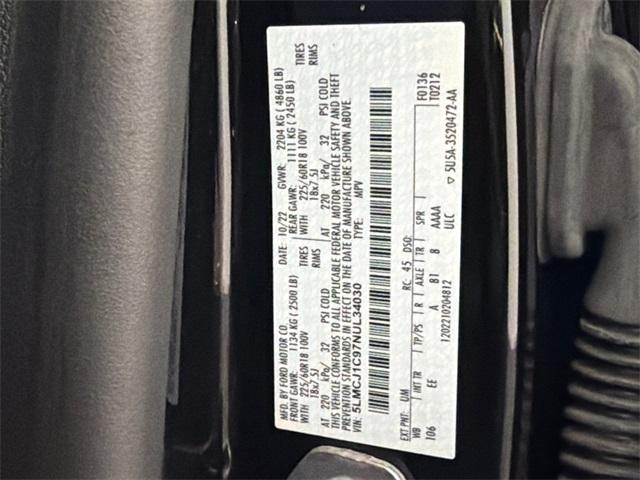 MFD. BY FORD MOTOR CO.
DATE: 10/22 GVWR: 2204 KG ( 4860 LB)
FRONT GAWR: 1134 KG ( 2500 LB) REAR GAWR: 1111 KG ( 2450 LB)
WITH 225/60R18 100V TIRES WITH 225/60R18 100V TIRES
18x7.5J RIMS 18x7.5J RIMS
AT 220 kPa/ 32 PSI COLD AT 220 kPa/ 32 PSI COLD
THIS VEHICLE CONFORMS TO ALL APPLICABLE FEDERAL MOTOR VEHICLE SAFETY AND THEFT
PREVENTION STANDARDS IN EFFECT ON THE DATE OF MANUFACTURE SHOWN ABOVE.
VIN: 5LMCJ1C97NUL34030 TYPE: MPV
EXT PNT: UM RC: 45 DSO: F0136
WB INT TR TP/PS R AXLE TR SPR T0212
106 EE A B1 B AAAA
ULC
1202210204812 ▽ 5U5A-3520472-AA